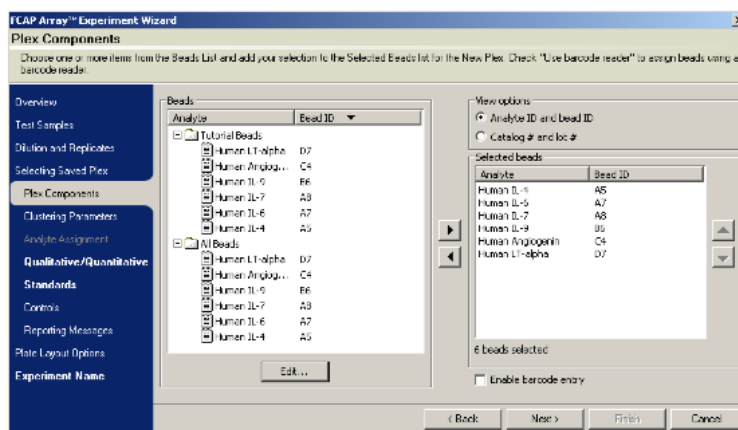 FCAP Array™ Experiment Wizard
Plex Components
Choose one or more items from the Beads List and add your selection to the Selected Beads list for the New Plex. Check "Use barcode reader" to assign beads using a
barcode reader.
Overview
Test Samples
Dilution and Replicates
Selecting Saved Plex
Plex Components
Clustering Parameters
Analyte Assignment
Qualitative/Quantitative
Standards
Controls
Reporting Messages
Plate Layout Options
Experiment Name
Beads
Analyte Bead ID
Tutorial Beads
Human LT-alpha D7
Human Angiog... C4
Human IL-9 B6
Human IL-7 A8
Human IL-6 A7
Human IL-4 A5
All Beads
Human LT-alpha D7
Human Angiog... C4
Human IL-9 B6
Human IL-7 A8
Human IL-6 A7
Human IL-4 A5
Edit...
View options
Analyte ID and bead ID
Catalog # and lot #
Selected beads
Analyte Bead ID
Human IL-4 A5
Human IL-6 A7
Human IL-7 A8
Human IL-9 B6
Human Angiogenin C4
Human LT-alpha D7
6 beads selected
Enable barcode entry
< Back Next > Finish Cancel